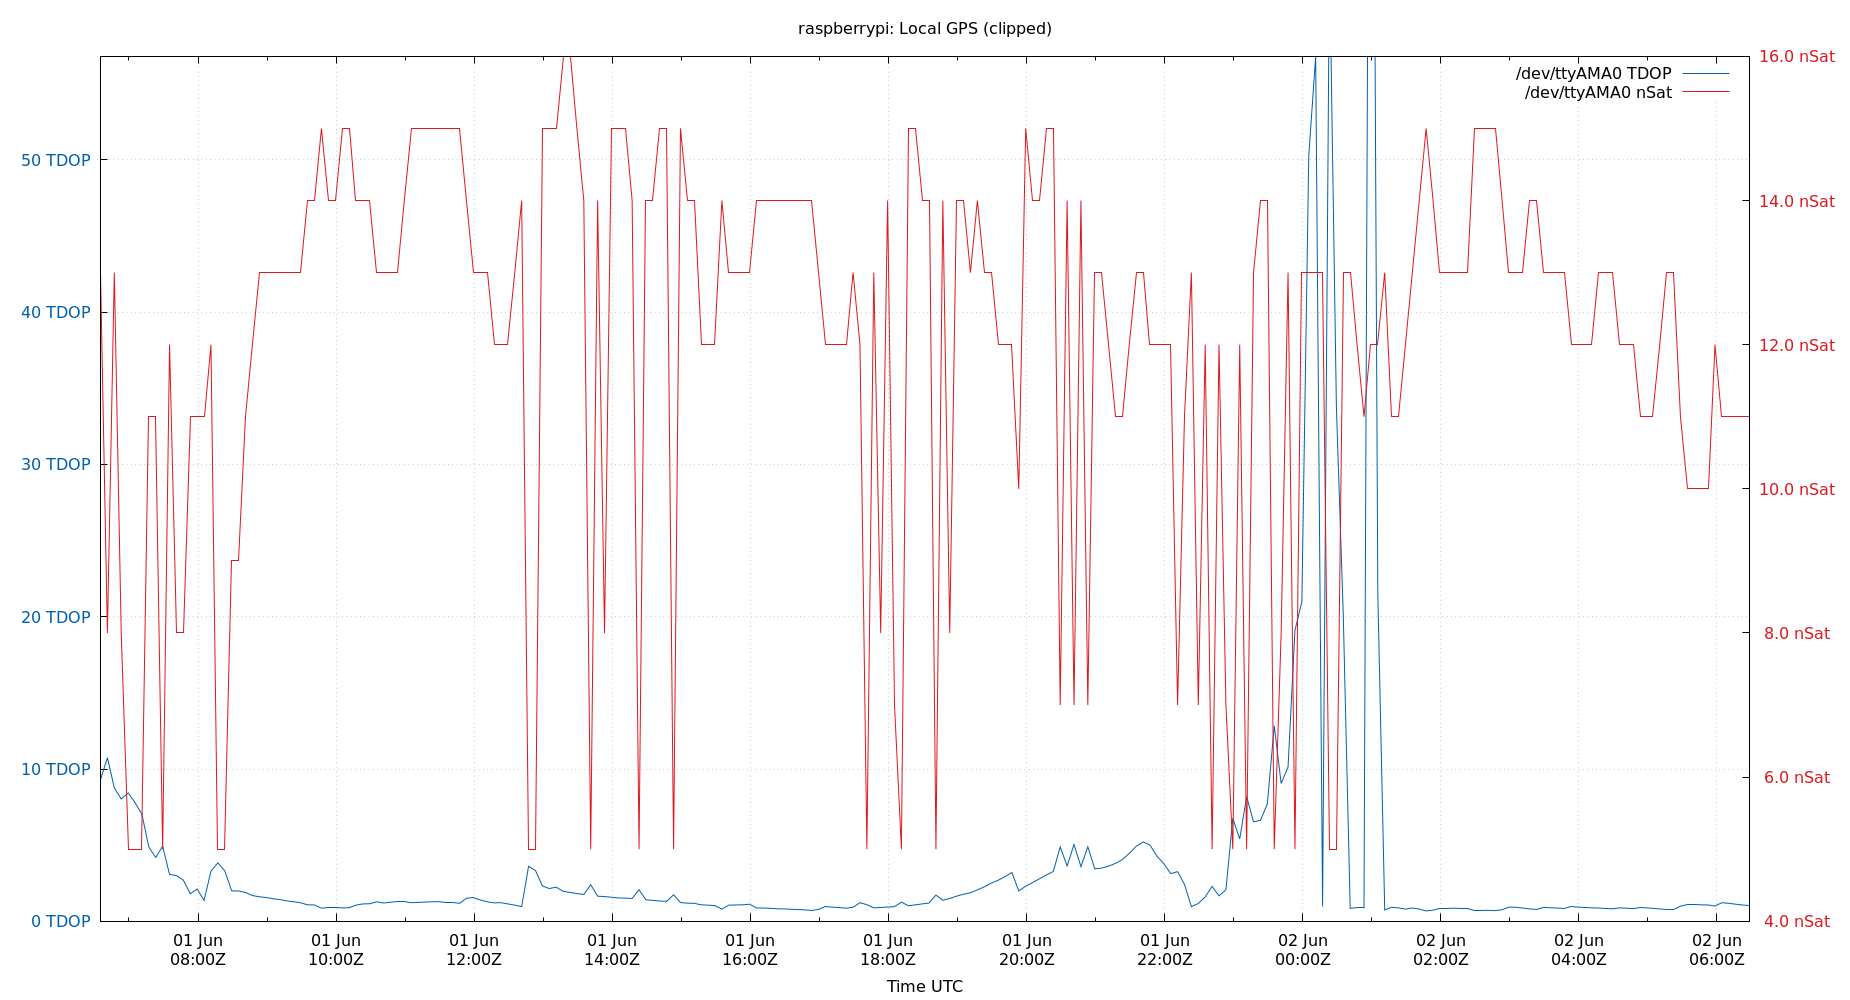 raspberrypi: Local GPS (clipped)
/dev/ttyAMA0 TDOP
/dev/ttyAMA0 nSat
50 TDOP
40 TDOP
30 TDOP
20 TDOP
10 TDOP
0 TDOP
16.0 nSat
14.0 nSat
12.0 nSat
10.0 nSat
8.0 nSat
6.0 nSat
4.0 nSat
01 Jun
08:00Z
01 Jun
10:00Z
01 Jun
12:00Z
01 Jun
14:00Z
01 Jun
16:00Z
01 Jun
18:00Z
01 Jun
20:00Z
01 Jun
22:00Z
02 Jun
00:00Z
02 Jun
02:00Z
02 Jun
04:00Z
02 Jun
06:00Z
Time UTC